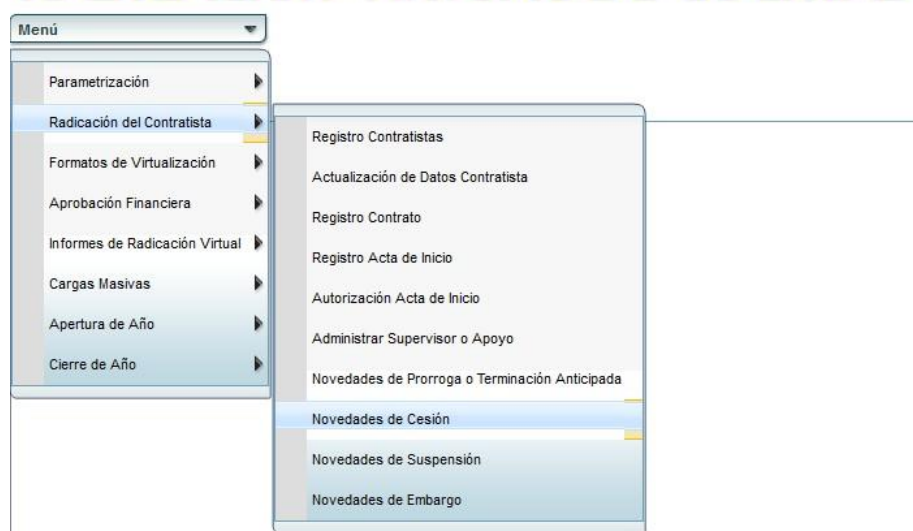 Menú
Parametrización
Radicación del Contratista
Formatos de Virtualización
Aprobación Financiera
Informes de Radicación Virtual
Cargas Masivas
Apertura de Año
Cierre de Año
Registro Contratistas
Actualización de Datos Contratista
Registro Contrato
Registro Acta de Inicio
Autorización Acta de Inicio
Administrar Supervisor o Apoyo
Novedades de Prorroga o Terminación Anticipada
Novedades de Cesión
Novedades de Suspensión
Novedades de Embargo